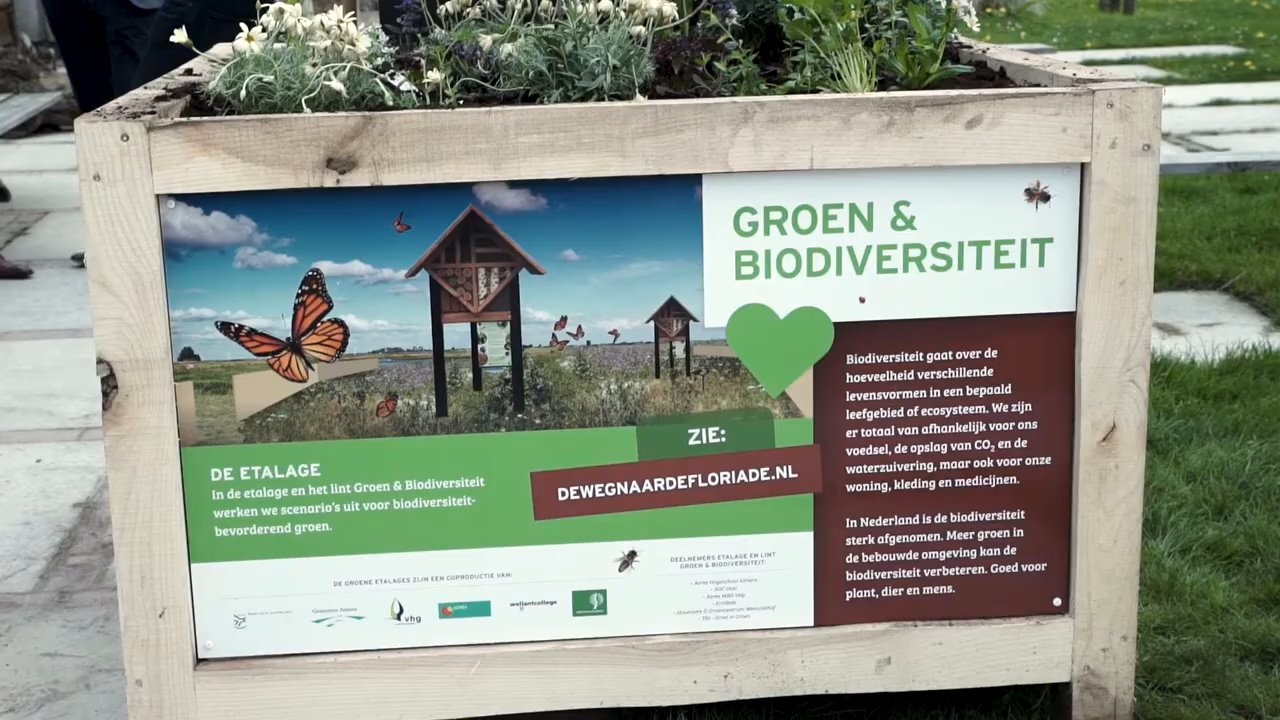 GROEN &
BIODIVERSITEIT
Biodiversiteit gaat over de
hoeveelheid verschillende
levensvormen in een bepaald
leefgebied of ecosysteem. We zijn
er totaal van afhankelijk voor ons
voedsel, de opslag van CO₂ en de
waterzuivering, maar ook voor onze
woning, kleding en medicijnen.
In Nederland is de biodiversiteit
sterk afgenomen. Meer groen in
de bebouwde omgeving kan de
biodiversiteit verbeteren. Goed voor
plant, dier en mens.
ZIE:
DEWEGNAARDEFLORIADE.NL
DE ETALAGE
In de etalage en het lint Groen & Biodiversiteit
werken we scenario's uit voor biodiversiteit-
bevorderend groen.
DE GROENE ETALAGES ZIJN EEN COPRODUCTIE VAN:
vhg
wellantcollege
DEELNEMERS ETALAGE EN LINT
GROEN & BIODIVERSITEIT: